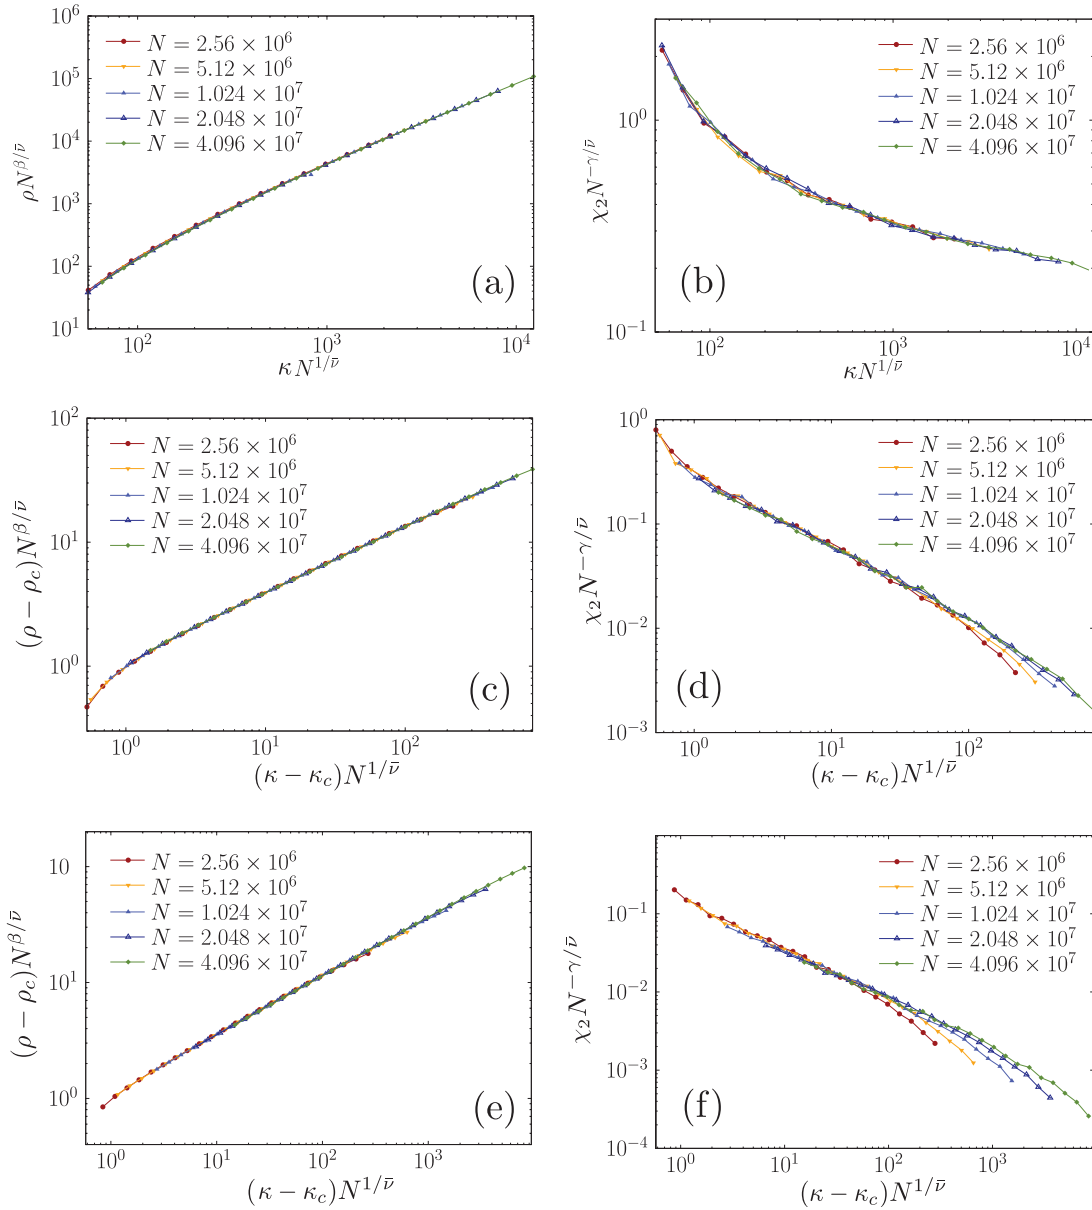 10^6
10^5
10^4
10^3
10^2
10^1
ρN^{β/ν̄}
N = 2.56 × 10^6
N = 5.12 × 10^6
N = 1.024 × 10^7
N = 2.048 × 10^7
N = 4.096 × 10^7
(a)
10^2 10^3 10^4
κN^{1/ν̄}
10^0
10^{-1}
χ_2 N^{-γ/ν̄}
N = 2.56 × 10^6
N = 5.12 × 10^6
N = 1.024 × 10^7
N = 2.048 × 10^7
N = 4.096 × 10^7
(b)
10^2 10^3 10^4
κN^{1/ν̄}
10^2
10^1
10^0
(ρ − ρ_c)N^{β/ν̄}
N = 2.56 × 10^6
N = 5.12 × 10^6
N = 1.024 × 10^7
N = 2.048 × 10^7
N = 4.096 × 10^7
(c)
10^0 10^1 10^2
(κ − κ_c)N^{1/ν̄}
10^0
10^{-1}
10^{-2}
10^{-3}
χ_2 N^{-γ/ν̄}
N = 2.56 × 10^6
N = 5.12 × 10^6
N = 1.024 × 10^7
N = 2.048 × 10^7
N = 4.096 × 10^7
(d)
10^0 10^1 10^2
(κ − κ_c)N^{1/ν̄}
10
10^1
10^0
(ρ − ρ_c)N^{β/ν̄}
N = 2.56 × 10^6
N = 5.12 × 10^6
N = 1.024 × 10^7
N = 2.048 × 10^7
N = 4.096 × 10^7
(e)
10^0 10^1 10^2 10^3
(κ − κ_c)N^{1/ν̄}
10^{-1}
10^{-2}
10^{-3}
10^{-4}
χ_2 N^{-γ/ν̄}
N = 2.56 × 10^6
N = 5.12 × 10^6
N = 1.024 × 10^7
N = 2.048 × 10^7
N = 4.096 × 10^7
(f)
10^0 10^1 10^2 10^3
(κ − κ_c)N^{1/ν̄}